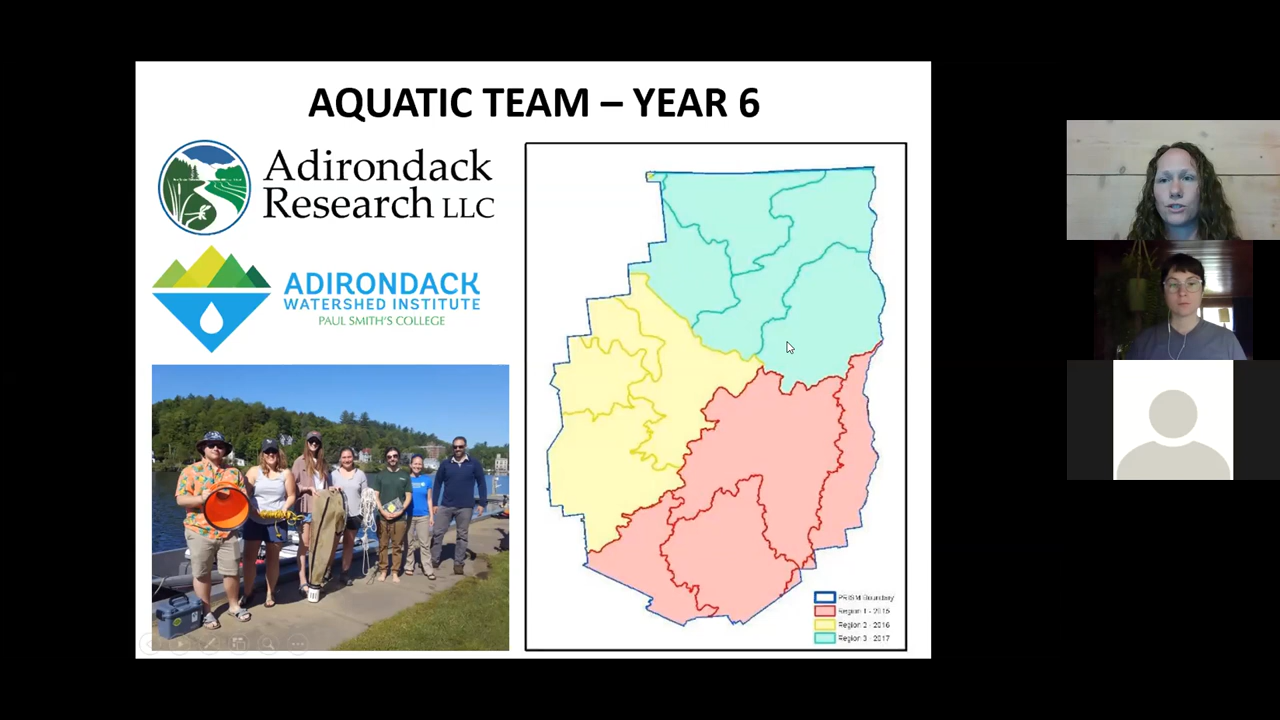 AQUATIC TEAM – YEAR 6
Adirondack
Research LLC
ADIRONDACK
WATERSHED INSTITUTE
PAUL SMITH'S COLLEGE
PRISM Boundary
Region 1 - 2015
Region 2 - 2016
Region 3 - 2017